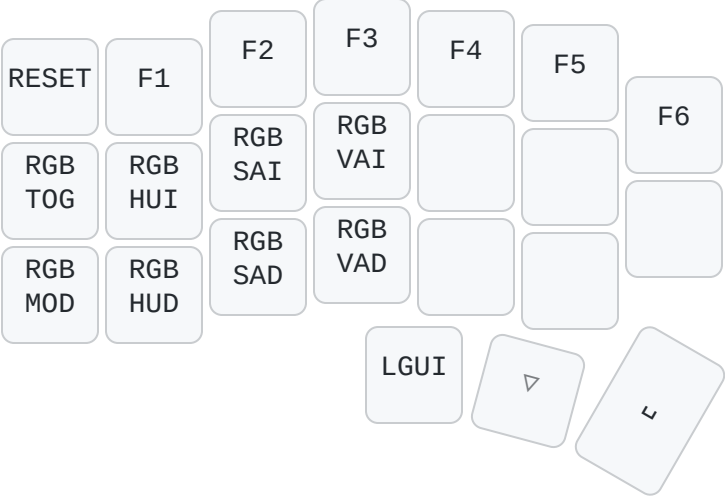 RESET
F1
F2
F3
F4
F5
F6
RGB
TOG
RGB
HUI
RGB
SAI
RGB
VAI
RGB
MOD
RGB
HUD
RGB
SAD
RGB
VAD
LGUI
▽
⎵